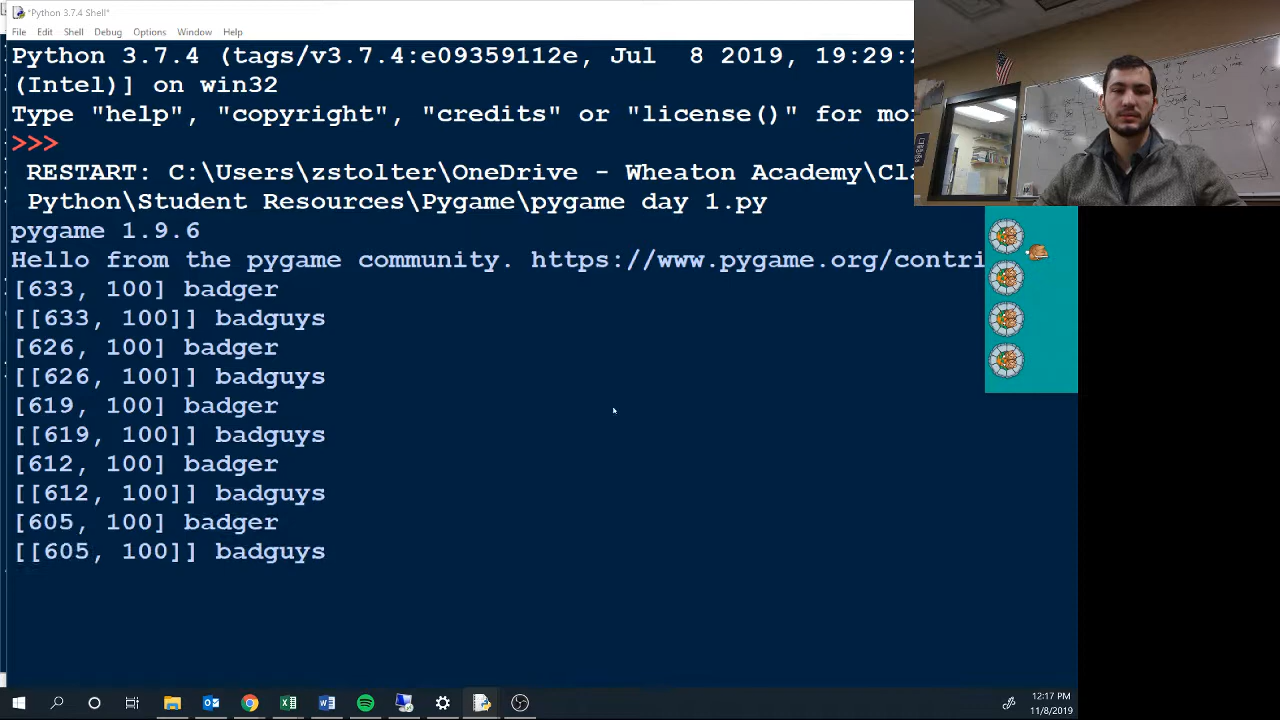 *Python 3.7.4 Shell*
File Edit Shell Debug Options Window Help
Python 3.7.4 (tags/v3.7.4:e09359112e, Jul 8 2019, 19:29:2
(Intel)] on win32
Type "help", "copyright", "credits" or "license()" for mo
>>>
RESTART: C:\Users\zstolter\OneDrive - Wheaton Academy\Cla
Python\Student Resources\Pygame\pygame day 1.py
pygame 1.9.6
Hello from the pygame community. https://www.pygame.org/contri
[633, 100] badger
[[633, 100]] badguys
[626, 100] badger
[[626, 100]] badguys
[619, 100] badger
[[619, 100]] badguys
[612, 100] badger
[[612, 100]] badguys
[605, 100] badger
[[605, 100]] badguys
12:17 PM
11/8/2019